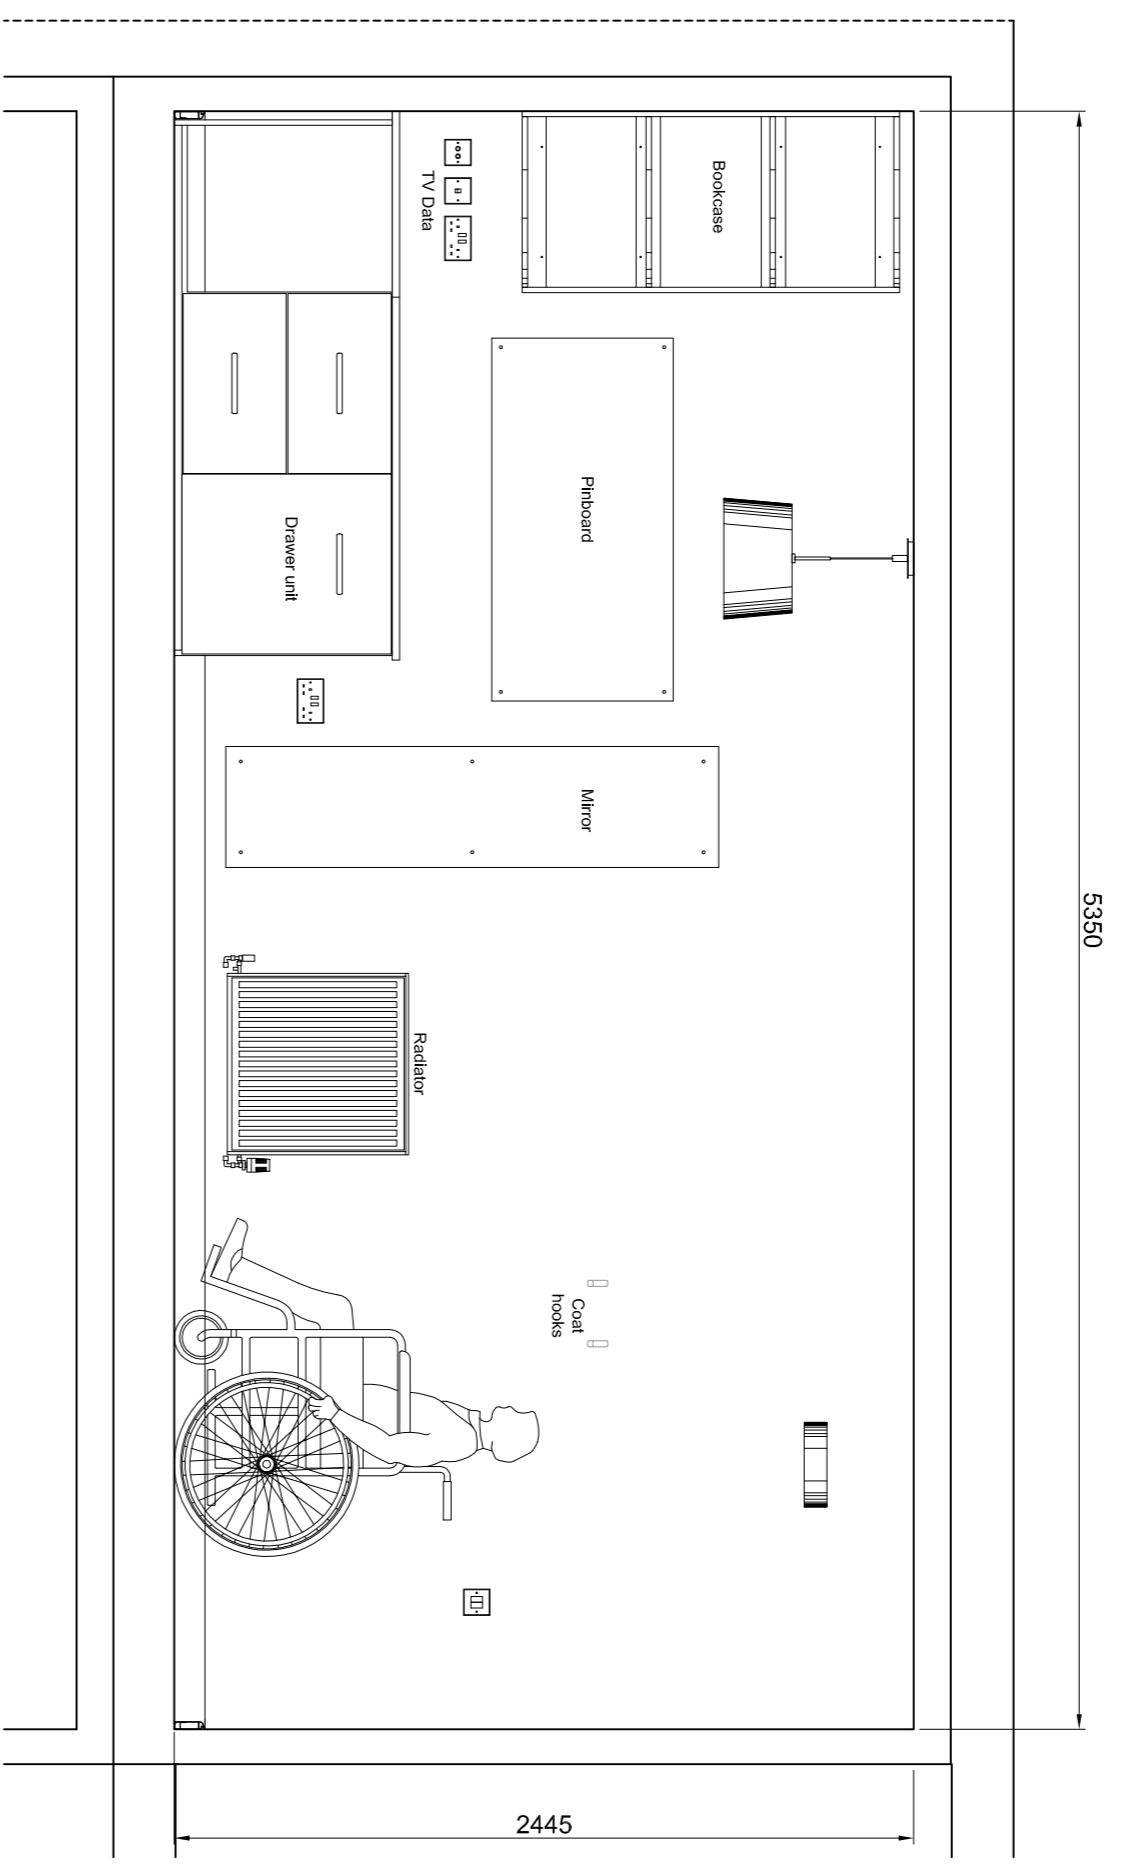 5350
Bookcase
TV Data
Pinboard
Drawer unit
Mirror
Radiator
Coat
hooks
2445